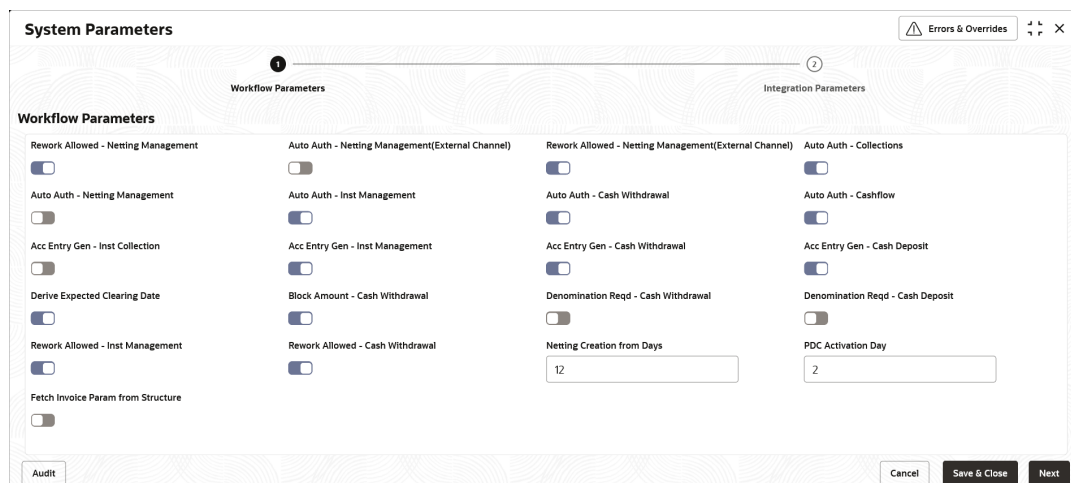 System Parameters
Errors & Overrides
1
2
Workflow Parameters
Integration Parameters
Workflow Parameters
Rework Allowed - Netting Management
Auto Auth - Netting Management(External Channel)
Rework Allowed - Netting Management(External Channel)
Auto Auth - Collections
Auto Auth - Netting Management
Auto Auth - Inst Management
Auto Auth - Cash Withdrawal
Auto Auth - Cashflow
Acc Entry Gen - Inst Collection
Acc Entry Gen - Inst Management
Acc Entry Gen - Cash Withdrawal
Acc Entry Gen - Cash Deposit
Derive Expected Clearing Date
Block Amount - Cash Withdrawal
Denomination Reqd - Cash Withdrawal
Denomination Reqd - Cash Deposit
Rework Allowed - Inst Management
Rework Allowed - Cash Withdrawal
Netting Creation from Days
PDC Activation Day
12
2
Fetch Invoice Param from Structure
Audit
Cancel
Save & Close
Next